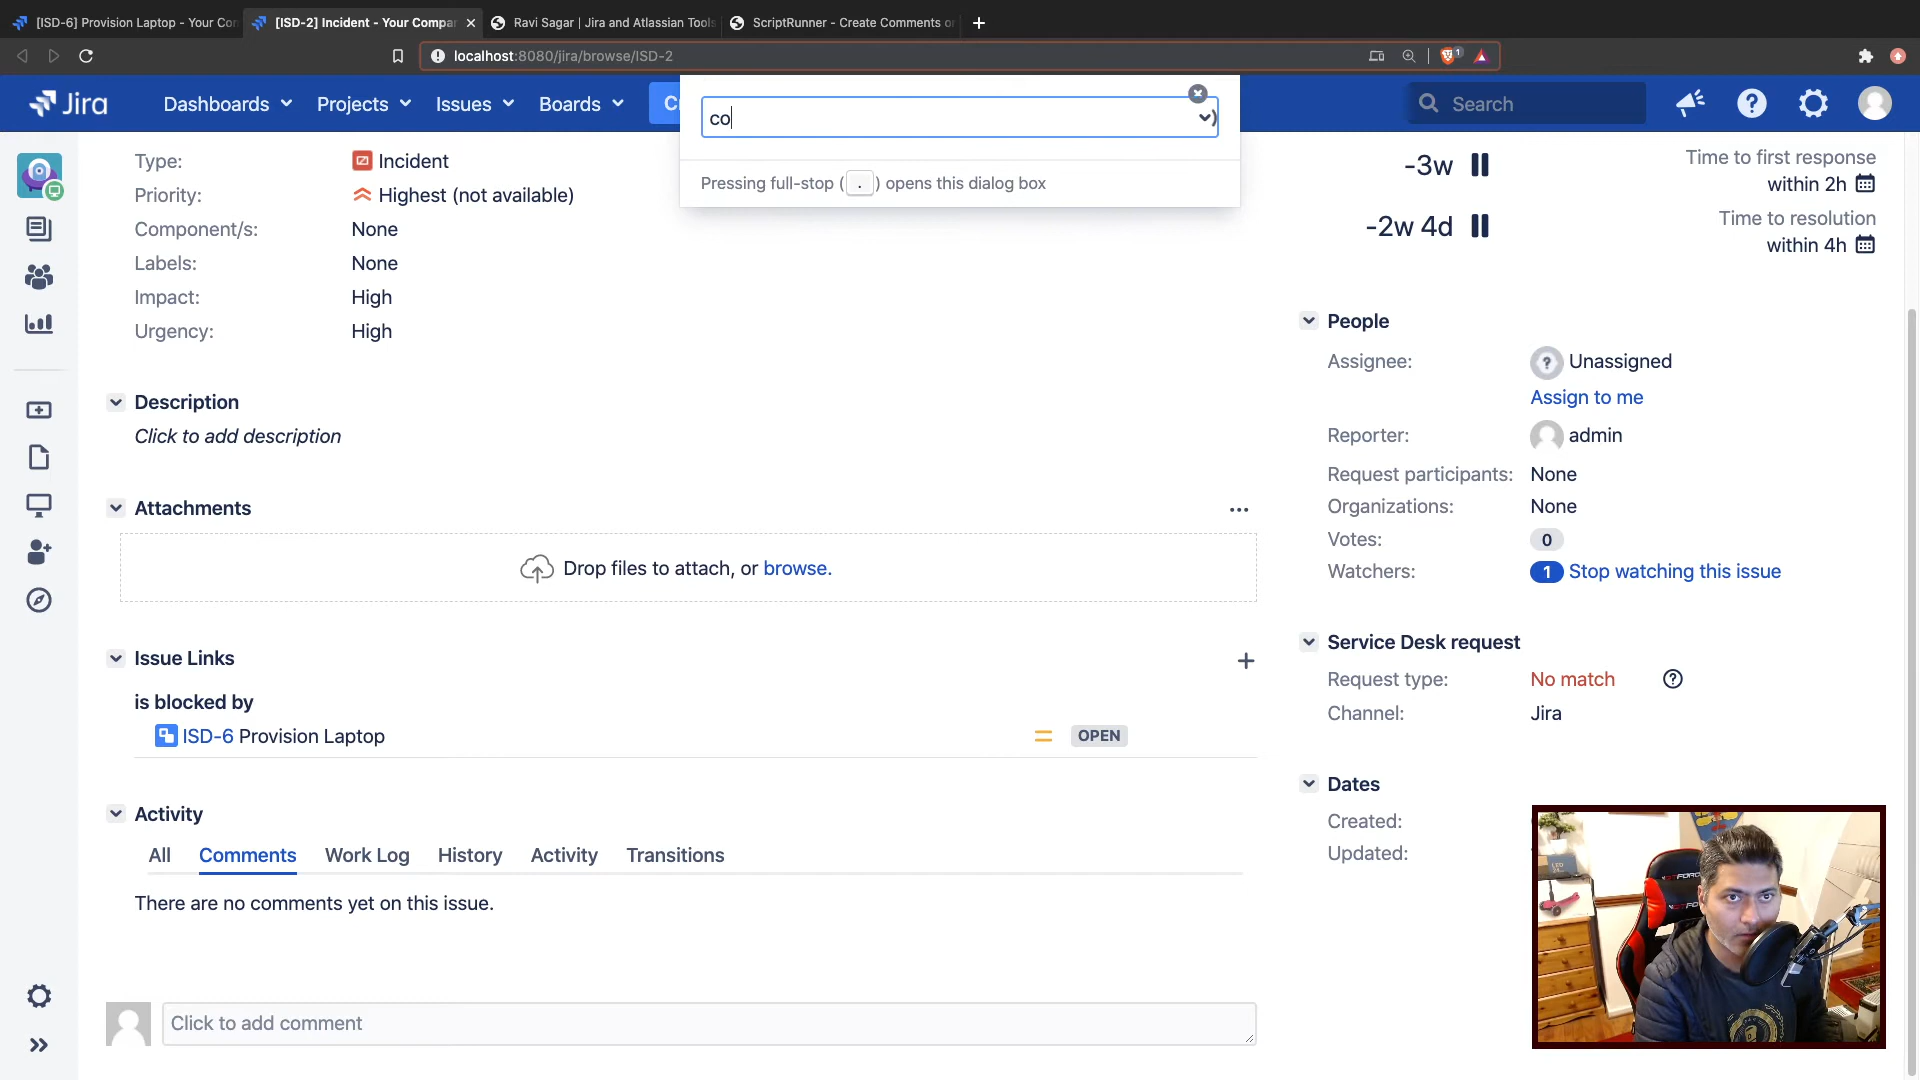 [ISD-6] Provision Laptop - Your Co
[ISD-2] Incident - Your Compa
Ravi Sagar | Jira and Atlassian Tools
ScriptRunner - Create Comments o
localhost:8080/jira/browse/ISD-2
1
Jira
Dashboards
Projects
Issues
Boards
Cr
Search
co
Pressing full-stop ( . ) opens this dialog box
Type: Incident
Priority: Highest (not available)
Component/s: None
Labels: None
Impact: High
Urgency: High
Description
Click to add description
Attachments
Drop files to attach, or browse.
Issue Links
is blocked by
ISD-6 Provision Laptop OPEN
Activity
All Comments Work Log History Activity Transitions
There are no comments yet on this issue.
Click to add comment
-3w Time to first response
within 2h
-2w 4d Time to resolution
within 4h
People
Assignee: Unassigned
Assign to me
Reporter: admin
Request participants: None
Organizations: None
Votes: 0
Watchers: 1 Stop watching this issue
Service Desk request
Request type: No match
Channel: Jira
Dates
Created:
Updated: